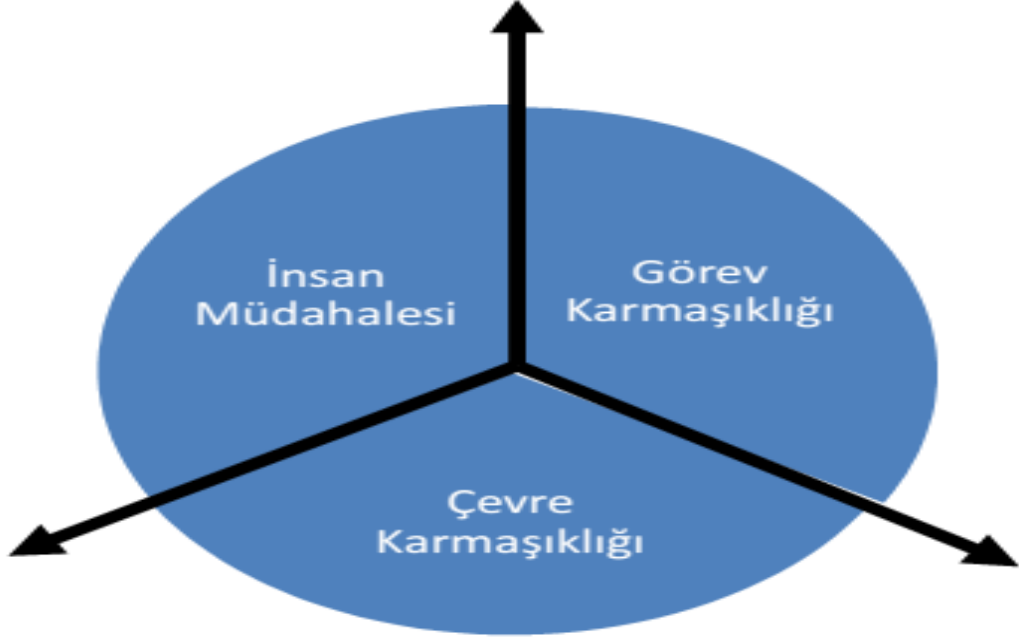 İnsan
Müdahalesi
Görev
Karmaşıklığı
Çevre
Karmaşıklığı